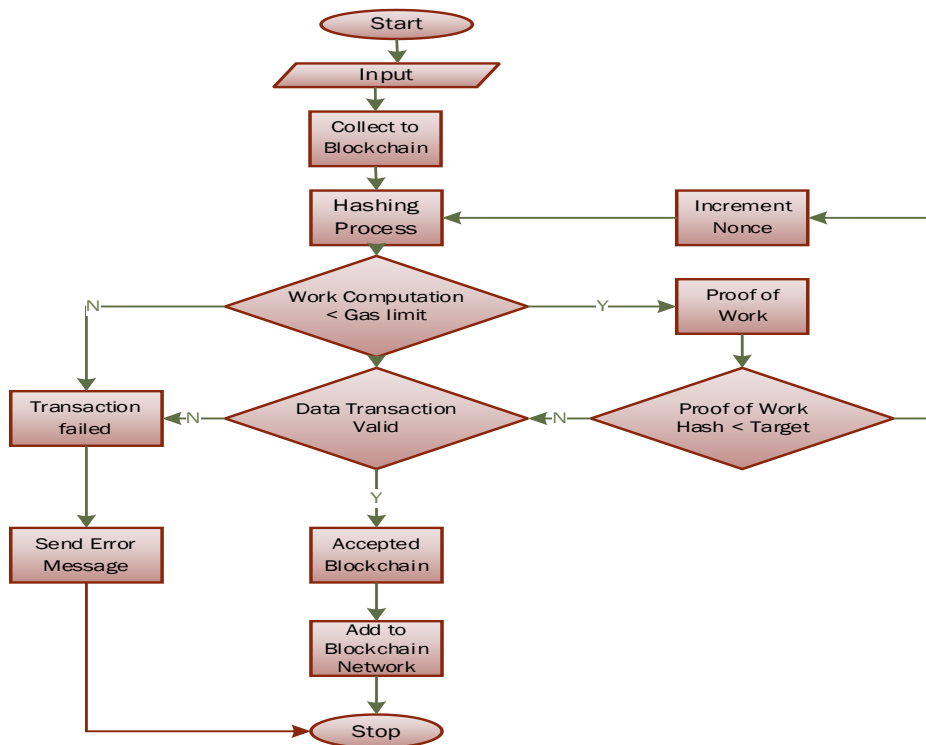 Start
Input
Collect to
Blockchain
Hashing
Process
Increment
Nonce
Work Computation
< Gas limit
N
Y
Proof of
Work
Transaction
failed
N
Data Transaction
Valid
N
Proof of Work
Hash < Target
Y
Send Error
Message
Accepted
Blockchain
Add to
Blockchain
Network
Stop